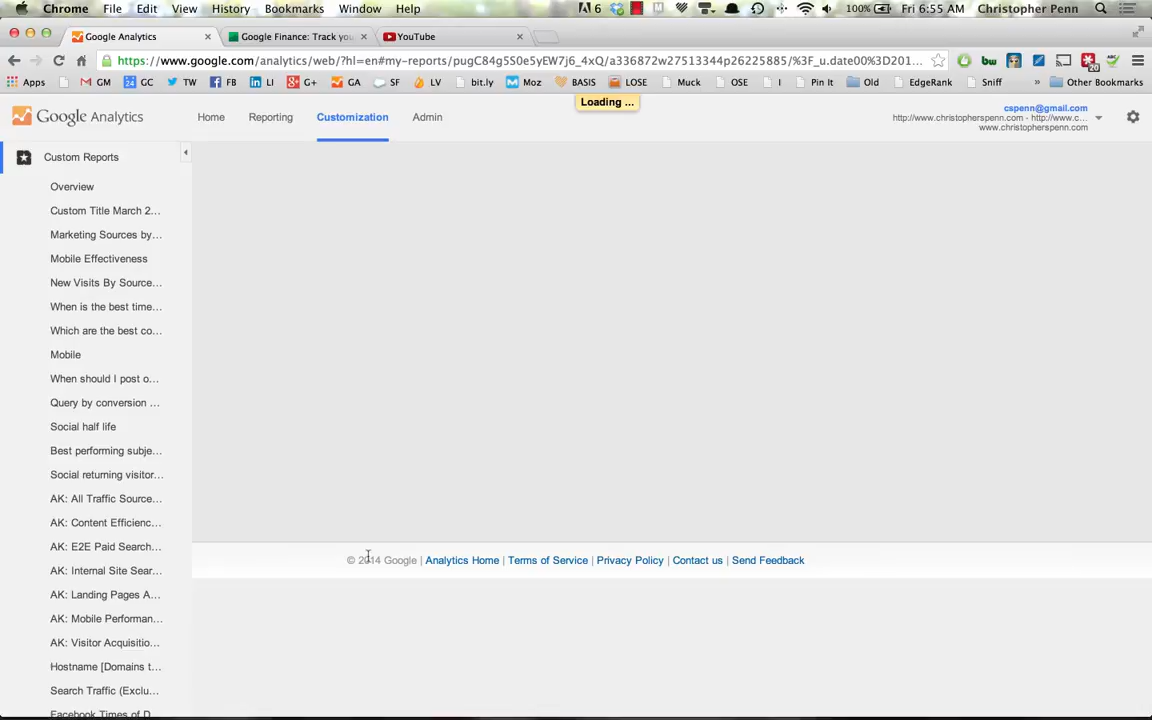 Chrome File Edit View History Bookmarks Window Help 6 100% Fri 6:55 AM Christopher Penn
Google Analytics Google Finance: Track you YouTube
https://www.google.com/analytics/web/?hl=en#my-reports/pugC84g5S0e5yEW7j6_4xQ/a336872w27513344p26225885/%3F_u.date00%3D201...
Apps GM 24 GC TW FB LI G+ GA SF LV bit.ly Moz BASIS LOSE Muck OSE I Pin It Old EdgeRank Sniff » Other Bookmarks
Loading ...
Google Analytics Home Reporting Customization Admin
cspenn@gmail.com
http://www.christopherspenn.com - http://www.c...
www.christopherspenn.com
Custom Reports
Overview
Custom Title March 2...
Marketing Sources by...
Mobile Effectiveness
New Visits By Source...
When is the best time...
Which are the best co...
Mobile
When should I post o...
Query by conversion ...
Social half life
Best performing subje...
Social returning visitor...
AK: All Traffic Source...
AK: Content Efficienc...
AK: E2E Paid Search...
AK: Internal Site Sear...
AK: Landing Pages A...
AK: Mobile Performan...
AK: Visitor Acquisitio...
Hostname [Domains t...
Search Traffic (Exclu...
Facebook Times of D...
© 2014 Google | Analytics Home | Terms of Service | Privacy Policy | Contact us | Send Feedback